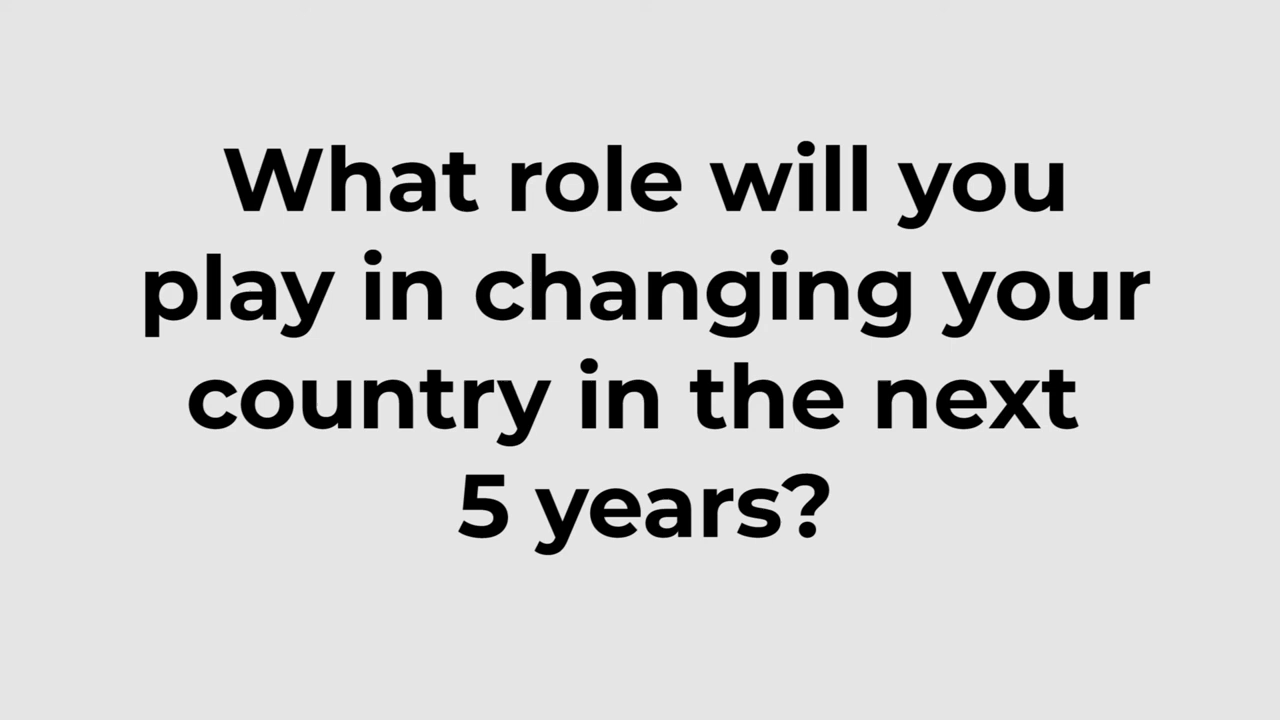 What role will you
play in changing your
country in the next
5 years?